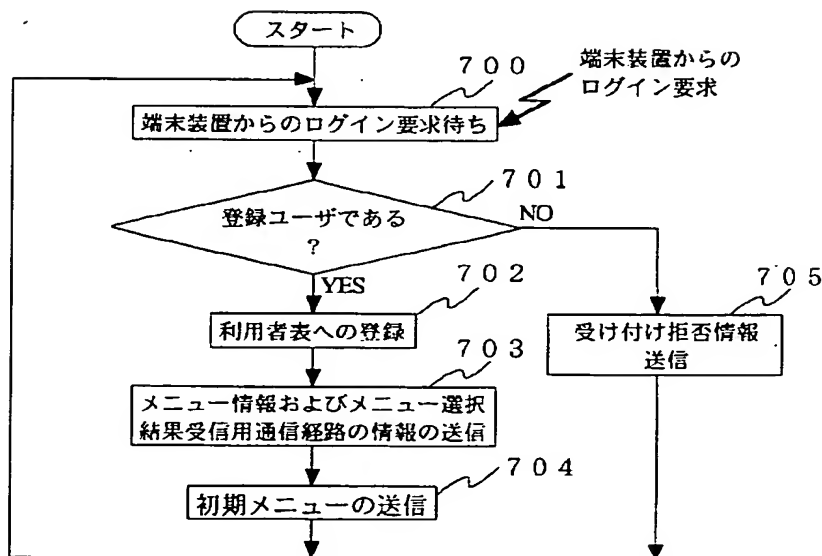 スタート
700
端末装置からの
ログイン要求
端末装置からのログイン要求待ち
701
登録ユーザである
?
NO
YES
702
利用者表への登録
705
受け付け拒否情報
送信
703
メニュー情報およびメニュー選択
結果受信用通信経路の情報の送信
704
初期メニューの送信